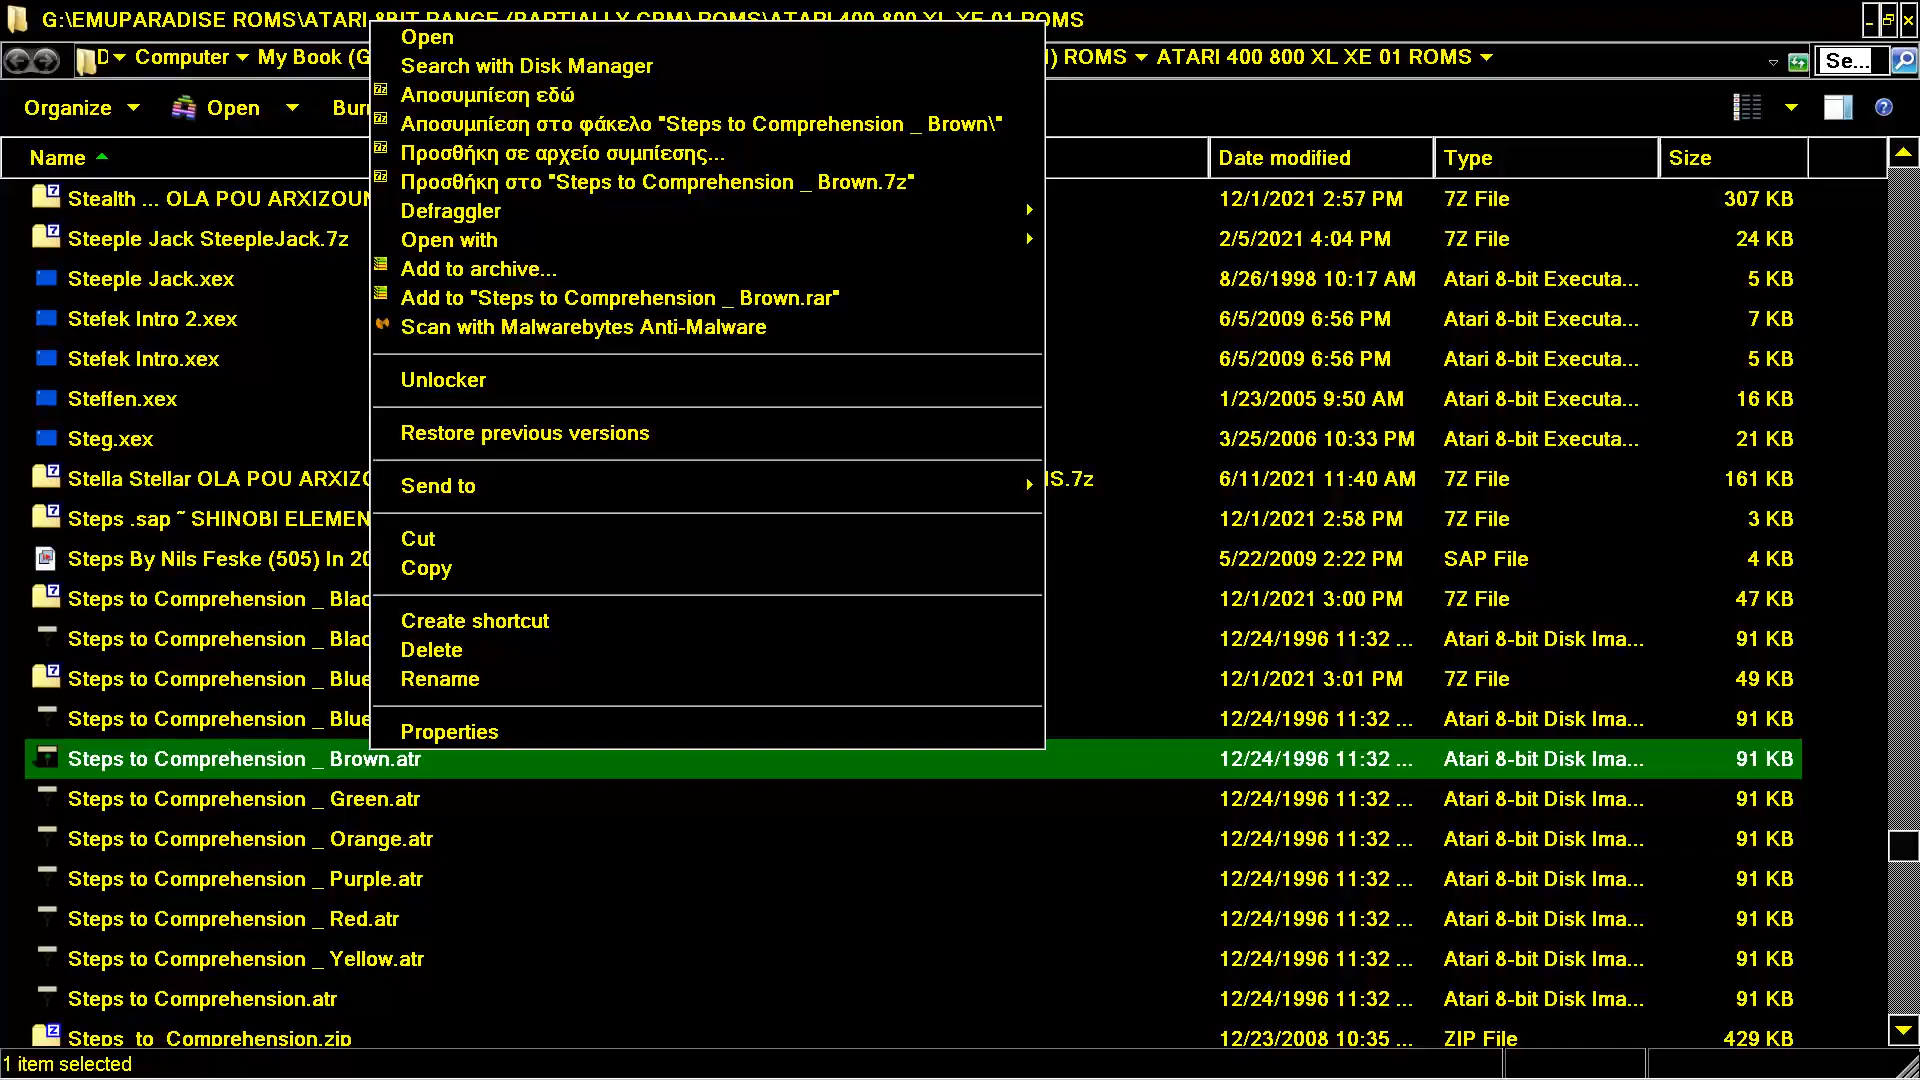 G:\EMUPARADISE ROMS\ATARI 8BIT RANGE (PARTIALLY CPM) ROMS\ATARI 400 800 XL XE 01 ROMS
D Computer My Book (G ) ROMS ATARI 400 800 XL XE 01 ROMS Se...
Organize Open Burn
Name Date modified Type Size
Open
Search with Disk Manager
Αποσυμπίεση εδώ
Αποσυμπίεση στο φάκελο "Steps to Comprehension _ Brown\"
Προσθήκη σε αρχείο συμπίεσης...
Προσθήκη στο "Steps to Comprehension _ Brown.7z"
Defraggler
Open with
Add to archive...
Add to "Steps to Comprehension _ Brown.rar"
Scan with Malwarebytes Anti-Malware
Unlocker
Restore previous versions
Send to
Cut
Copy
Create shortcut
Delete
Rename
Properties
Stealth ... OLA POU ARXIZOUN 12/1/2021 2:57 PM 7Z File 307 KB
Steeple Jack SteepleJack.7z 2/5/2021 4:04 PM 7Z File 24 KB
Steeple Jack.xex 8/26/1998 10:17 AM Atari 8-bit Executa... 5 KB
Stefek Intro 2.xex 6/5/2009 6:56 PM Atari 8-bit Executa... 7 KB
Stefek Intro.xex 6/5/2009 6:56 PM Atari 8-bit Executa... 5 KB
Steffen.xex 1/23/2005 9:50 AM Atari 8-bit Executa... 16 KB
Steg.xex 3/25/2006 10:33 PM Atari 8-bit Executa... 21 KB
Stella Stellar OLA POU ARXIZO MS.7z 6/11/2021 11:40 AM 7Z File 161 KB
Steps .sap ~ SHINOBI ELEMEN 12/1/2021 2:58 PM 7Z File 3 KB
Steps By Nils Feske (505) In 20 5/22/2009 2:22 PM SAP File 4 KB
Steps to Comprehension _ Blac 12/1/2021 3:00 PM 7Z File 47 KB
Steps to Comprehension _ Blac 12/24/1996 11:32 ... Atari 8-bit Disk Ima... 91 KB
Steps to Comprehension _ Blue 12/1/2021 3:01 PM 7Z File 49 KB
Steps to Comprehension _ Blue 12/24/1996 11:32 ... Atari 8-bit Disk Ima... 91 KB
Steps to Comprehension _ Brown.atr 12/24/1996 11:32 ... Atari 8-bit Disk Ima... 91 KB
Steps to Comprehension _ Green.atr 12/24/1996 11:32 ... Atari 8-bit Disk Ima... 91 KB
Steps to Comprehension _ Orange.atr 12/24/1996 11:32 ... Atari 8-bit Disk Ima... 91 KB
Steps to Comprehension _ Purple.atr 12/24/1996 11:32 ... Atari 8-bit Disk Ima... 91 KB
Steps to Comprehension _ Red.atr 12/24/1996 11:32 ... Atari 8-bit Disk Ima... 91 KB
Steps to Comprehension _ Yellow.atr 12/24/1996 11:32 ... Atari 8-bit Disk Ima... 91 KB
Steps to Comprehension.atr 12/24/1996 11:32 ... Atari 8-bit Disk Ima... 91 KB
Steps_to_Comprehension.zip 12/23/2008 10:35 ... ZIP File 429 KB
1 item selected